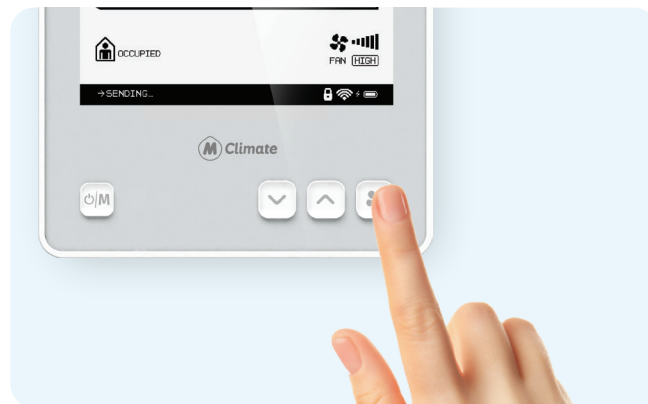 OCCUPIED
FAN HIGH
→SENDING...
M Climate
⏻|M